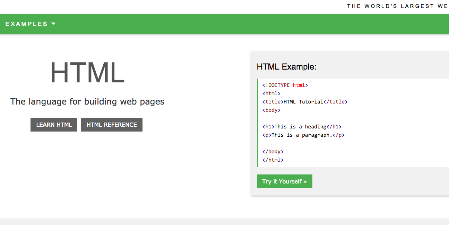 THE WORLD'S LARGEST WE
EXAMPLES
HTML
The language for building web pages
LEARN HTML
HTML REFERENCE
HTML Example:
<!DOCTYPE html>
<html>
<title>HTML Tutorial</title>
<body>
<h1>This is a heading</h1>
<p>This is a paragraph.</p>
</body>
</html>
Try It Yourself »